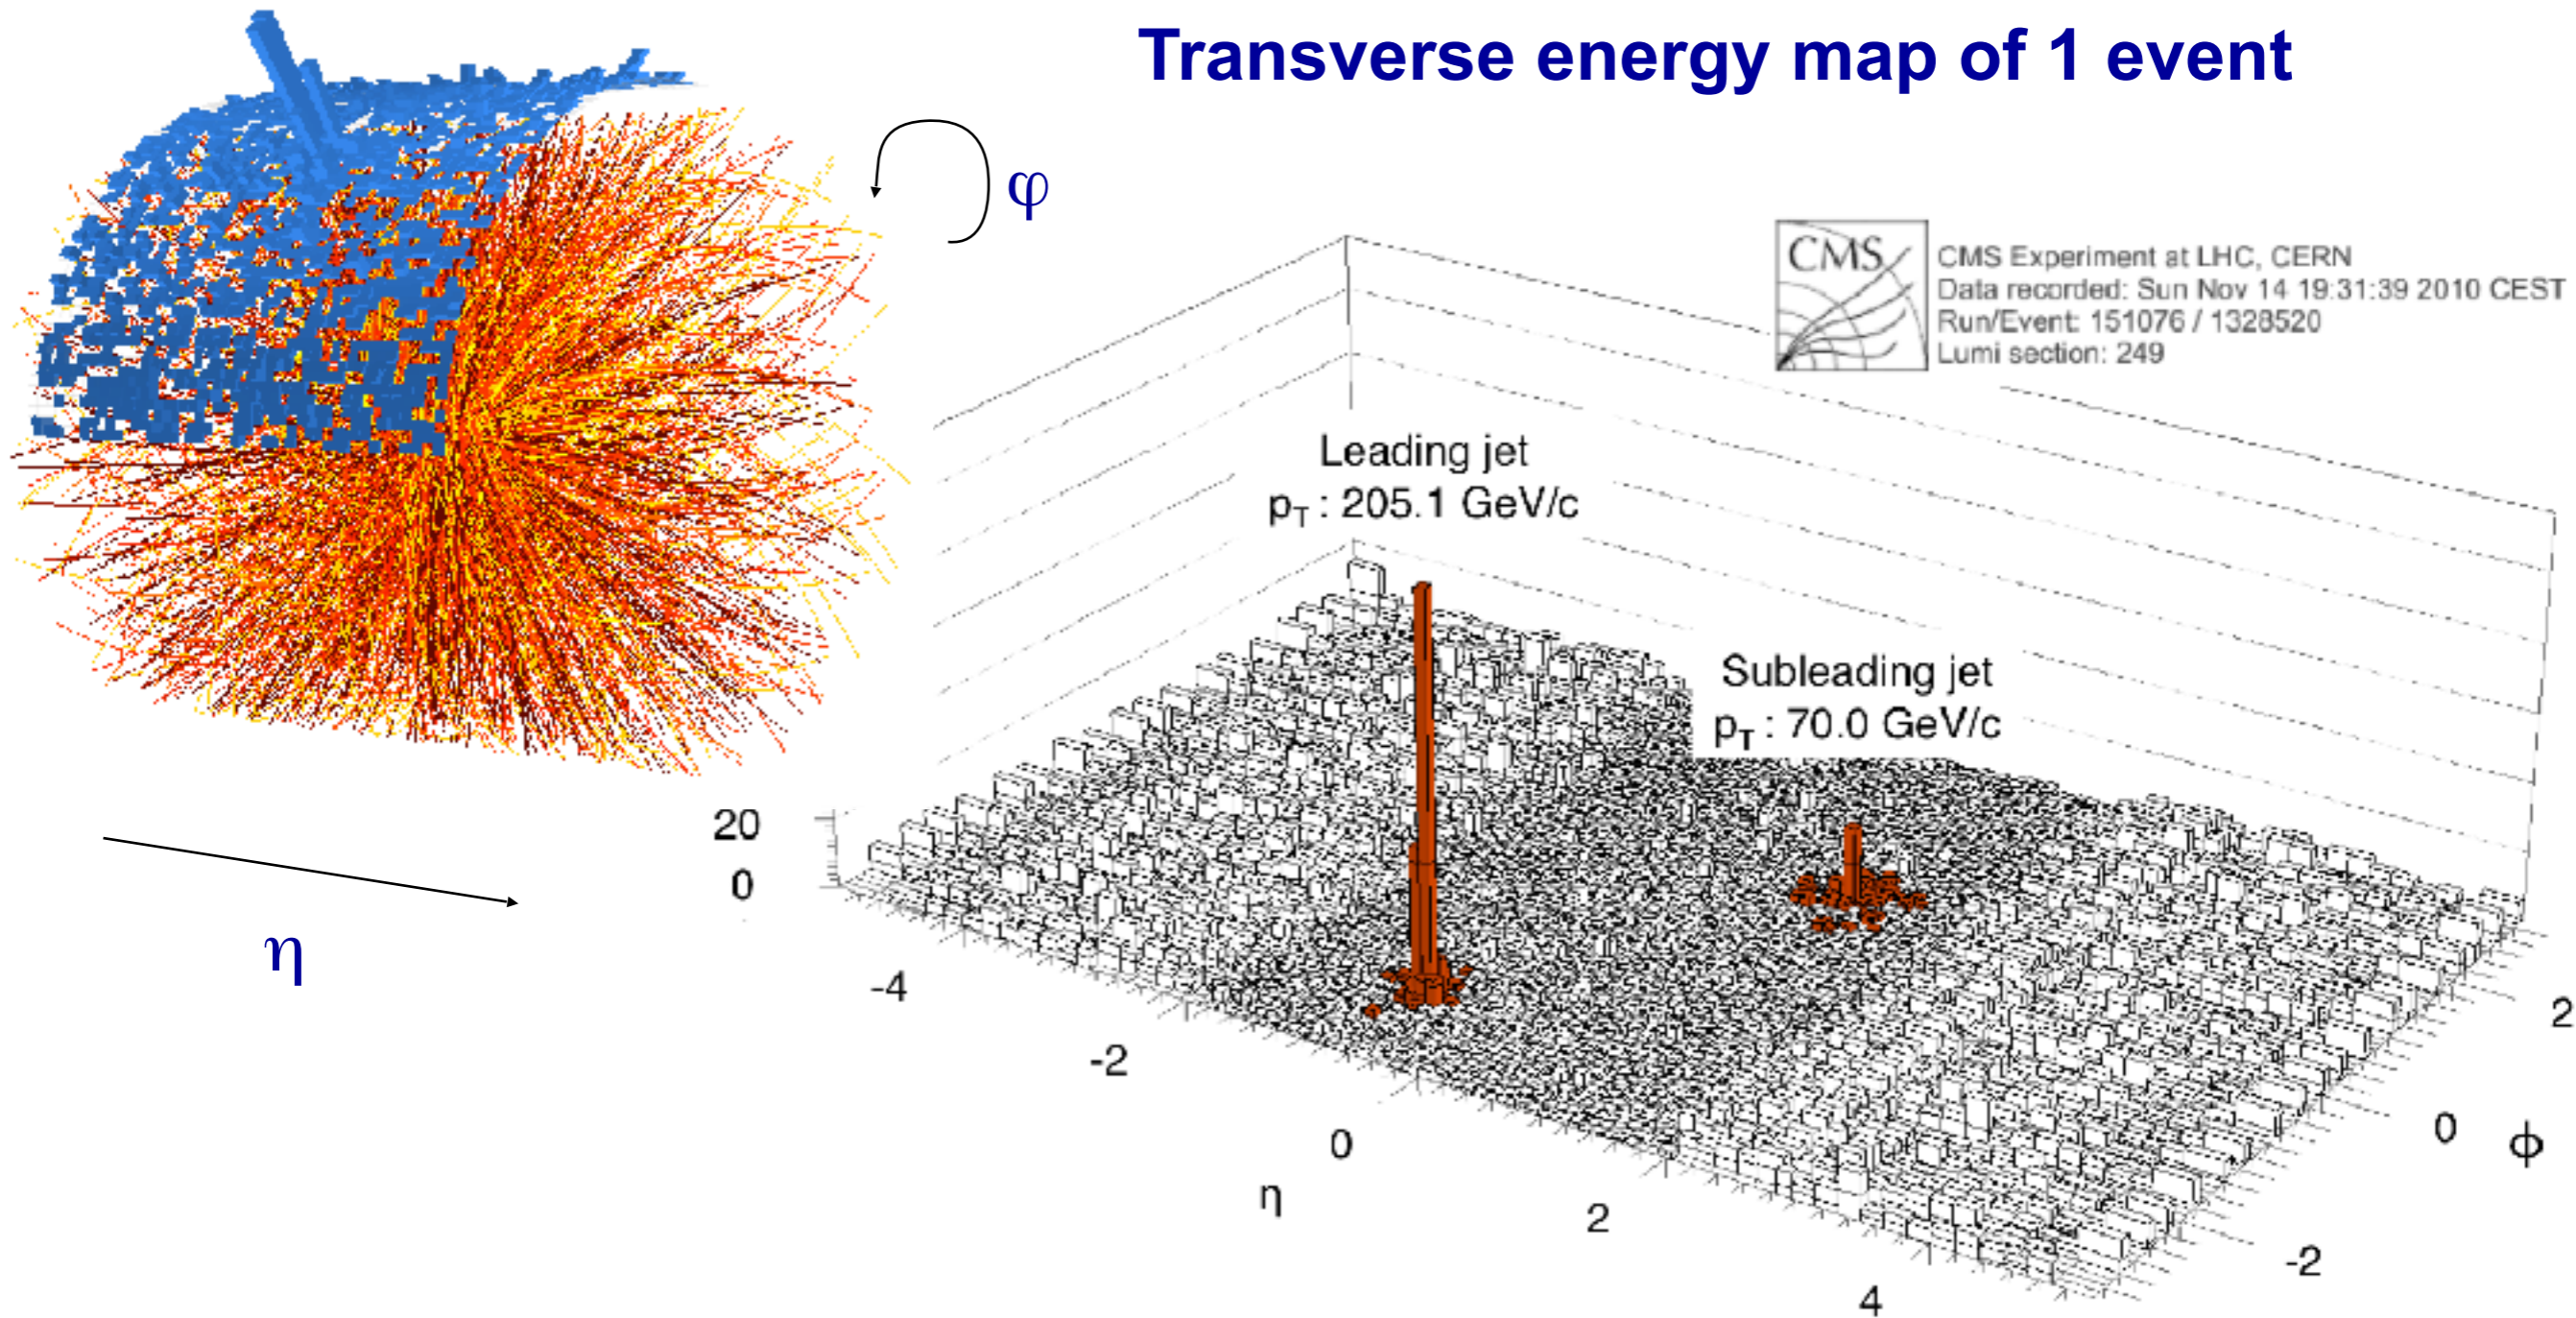 Transverse energy map of 1 event
φ
CMS
CMS Experiment at LHC, CERN
Data recorded: Sun Nov 14 19:31:39 2010 CEST
Run/Event: 151076 / 1328520
Lumi section: 249
Leading jet
pT : 205.1 GeV/c
Subleading jet
pT : 70.0 GeV/c
20
0
η
-4
-2
0
2
4
η
-2
0
2
ϕ